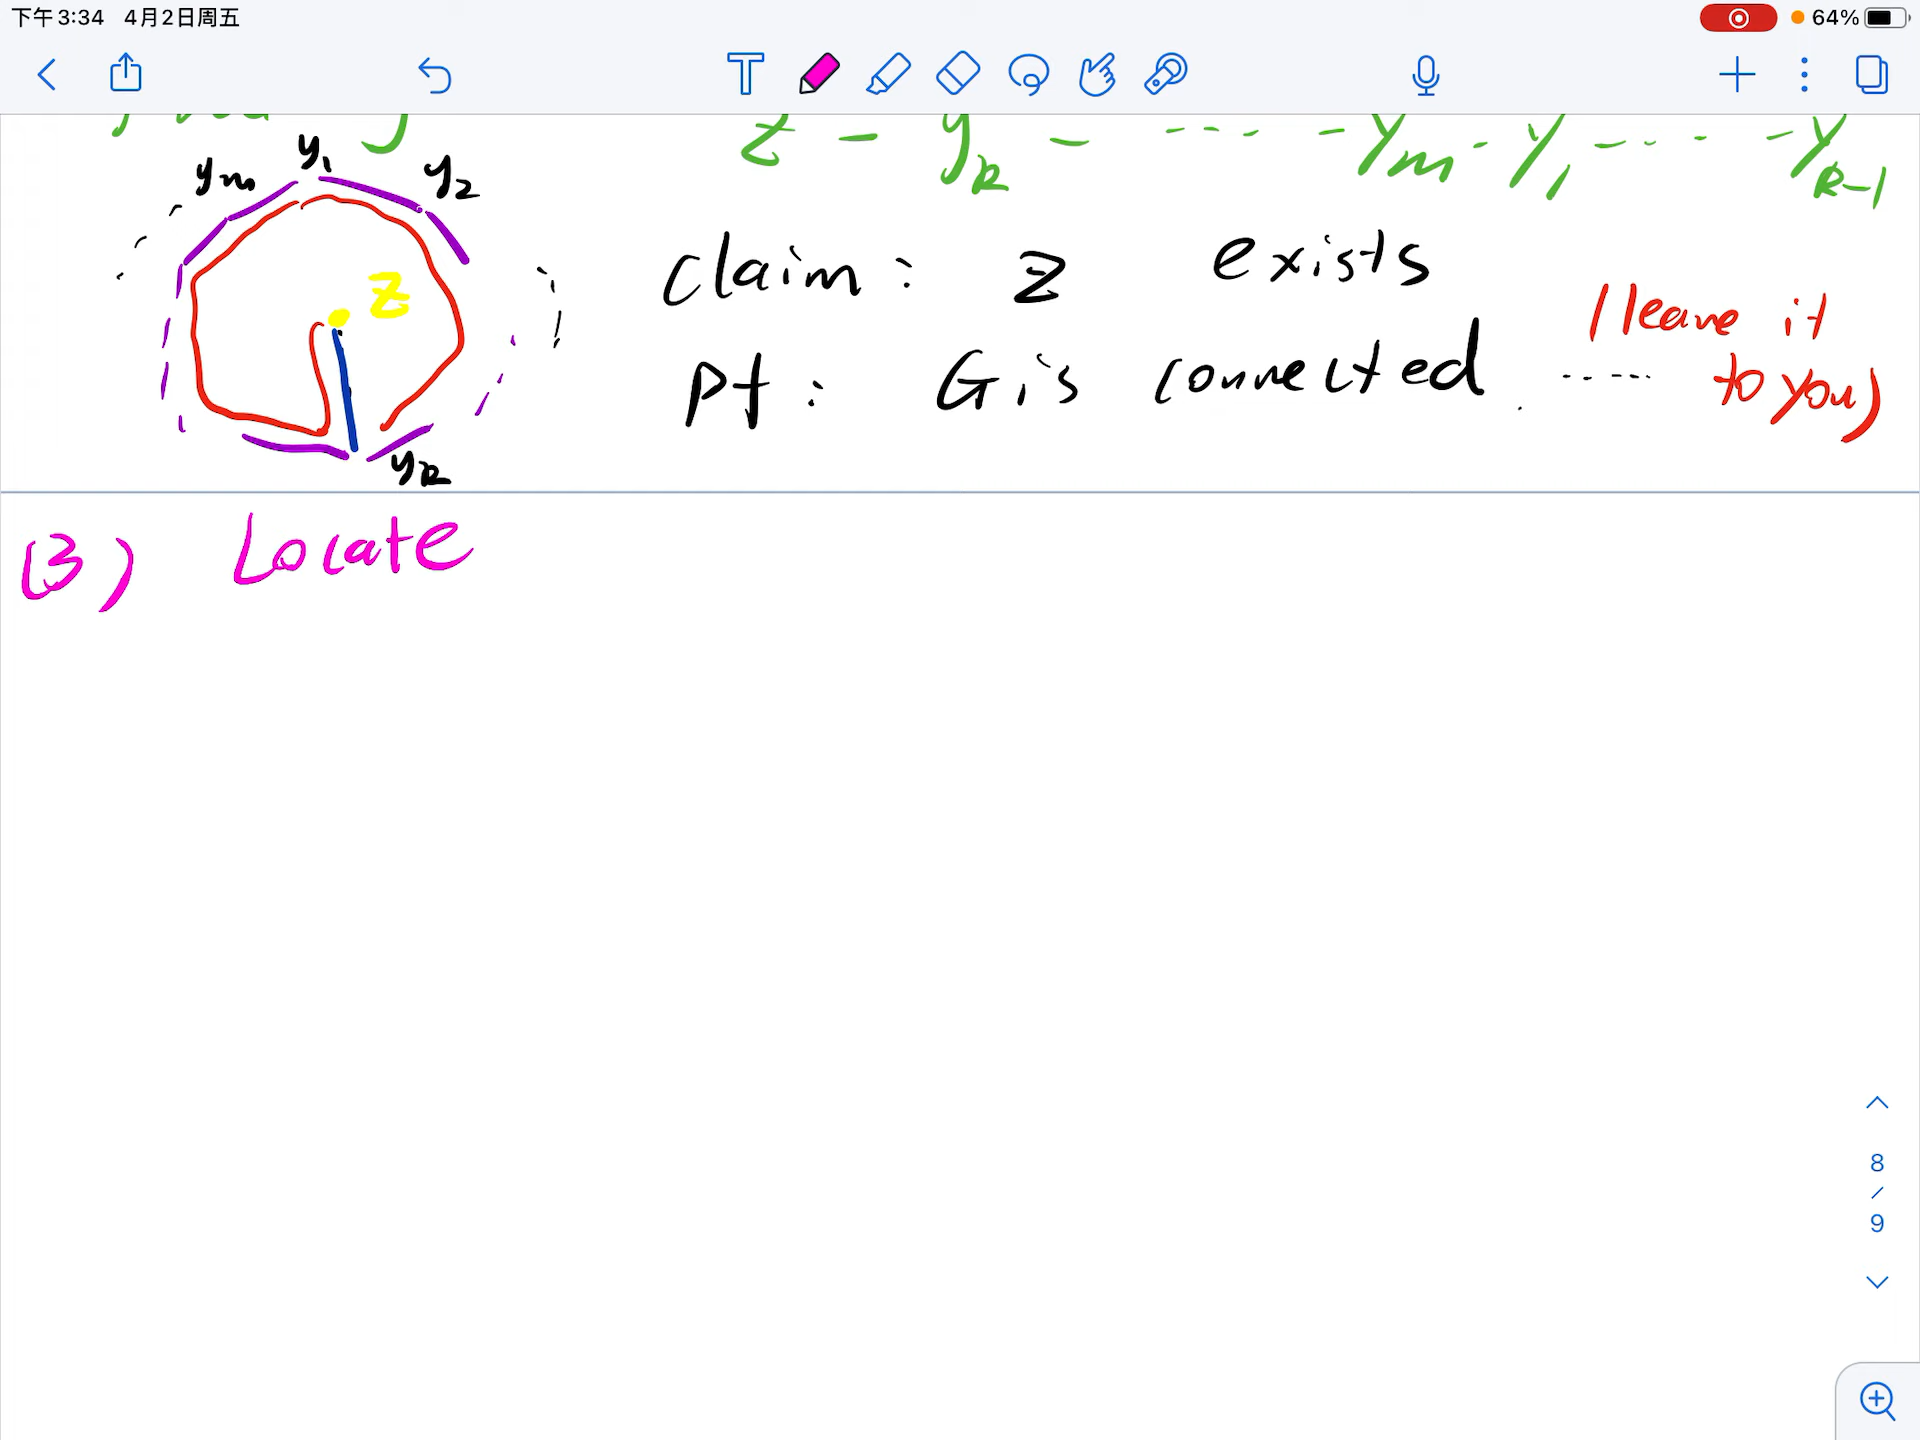 下午3:34 4月2日周五
64%
z - yk - ---- - ym - y1 ---- - yk-1
ym y1 y2
z
yk
claim: z exists
pf: G is connected. ----- (leave it to you)
(3) Locate
8
/
9